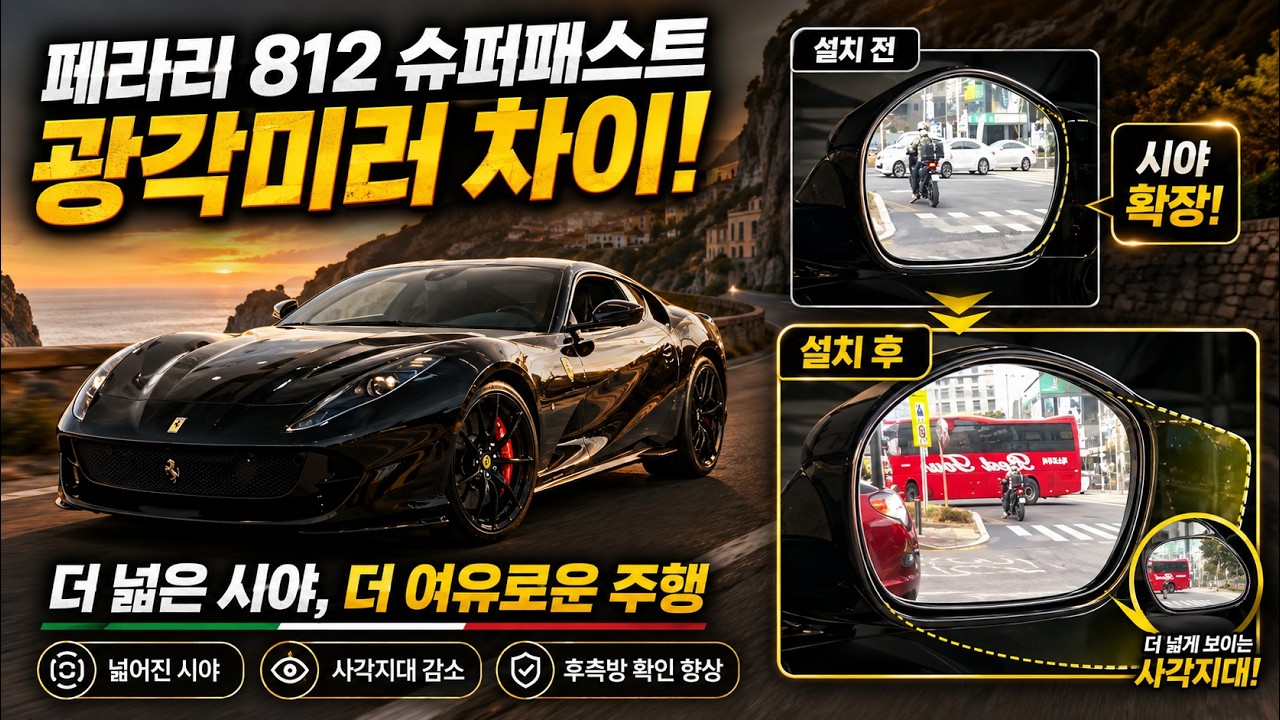 페라리 812 슈퍼패스트
광각미러 차이!
설치 전
시야
확장!
설치 후
Best Tour
더 넓게 보이는
사각지대!
더 넓은 시야, 더 여유로운 주행
넓어진 시야
사각지대 감소
후측방 확인 향상